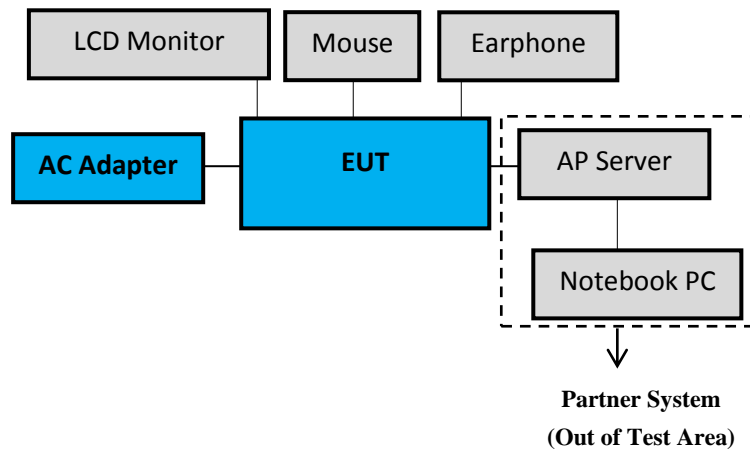 LCD Monitor
Mouse
Earphone
AC Adapter
EUT
AP Server
Notebook PC
Partner System
(Out of Test Area)